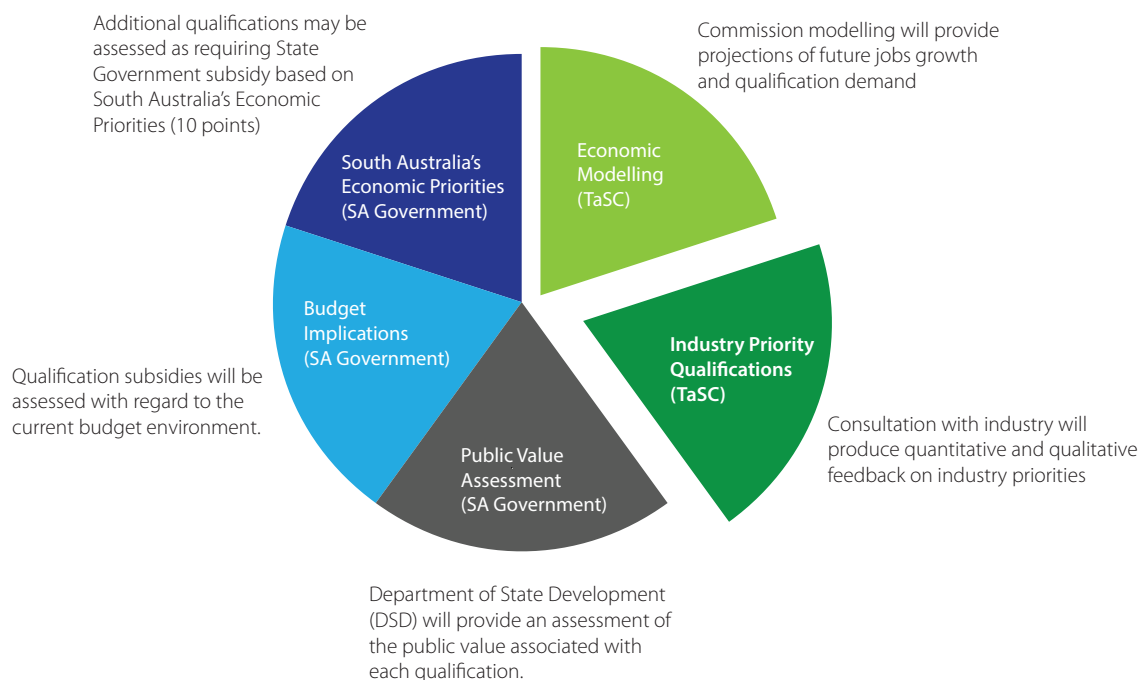 Additional qualifications may be
assessed as requiring State
Government subsidy based on
South Australia's Economic
Priorities (10 points)
Commission modelling will provide
projections of future jobs growth
and qualification demand
South Australia's
Economic Priorities
(SA Government)
Economic
Modelling
(TaSC)
Budget
Implications
(SA Government)
Industry Priority
Qualifications
(TaSC)
Qualification subsidies will be
assessed with regard to the
current budget environment.
Consultation with industry will
produce quantitative and qualitative
feedback on industry priorities
Public Value
Assessment
(SA Government)
Department of State Development
(DSD) will provide an assessment of
the public value associated with
each qualification.